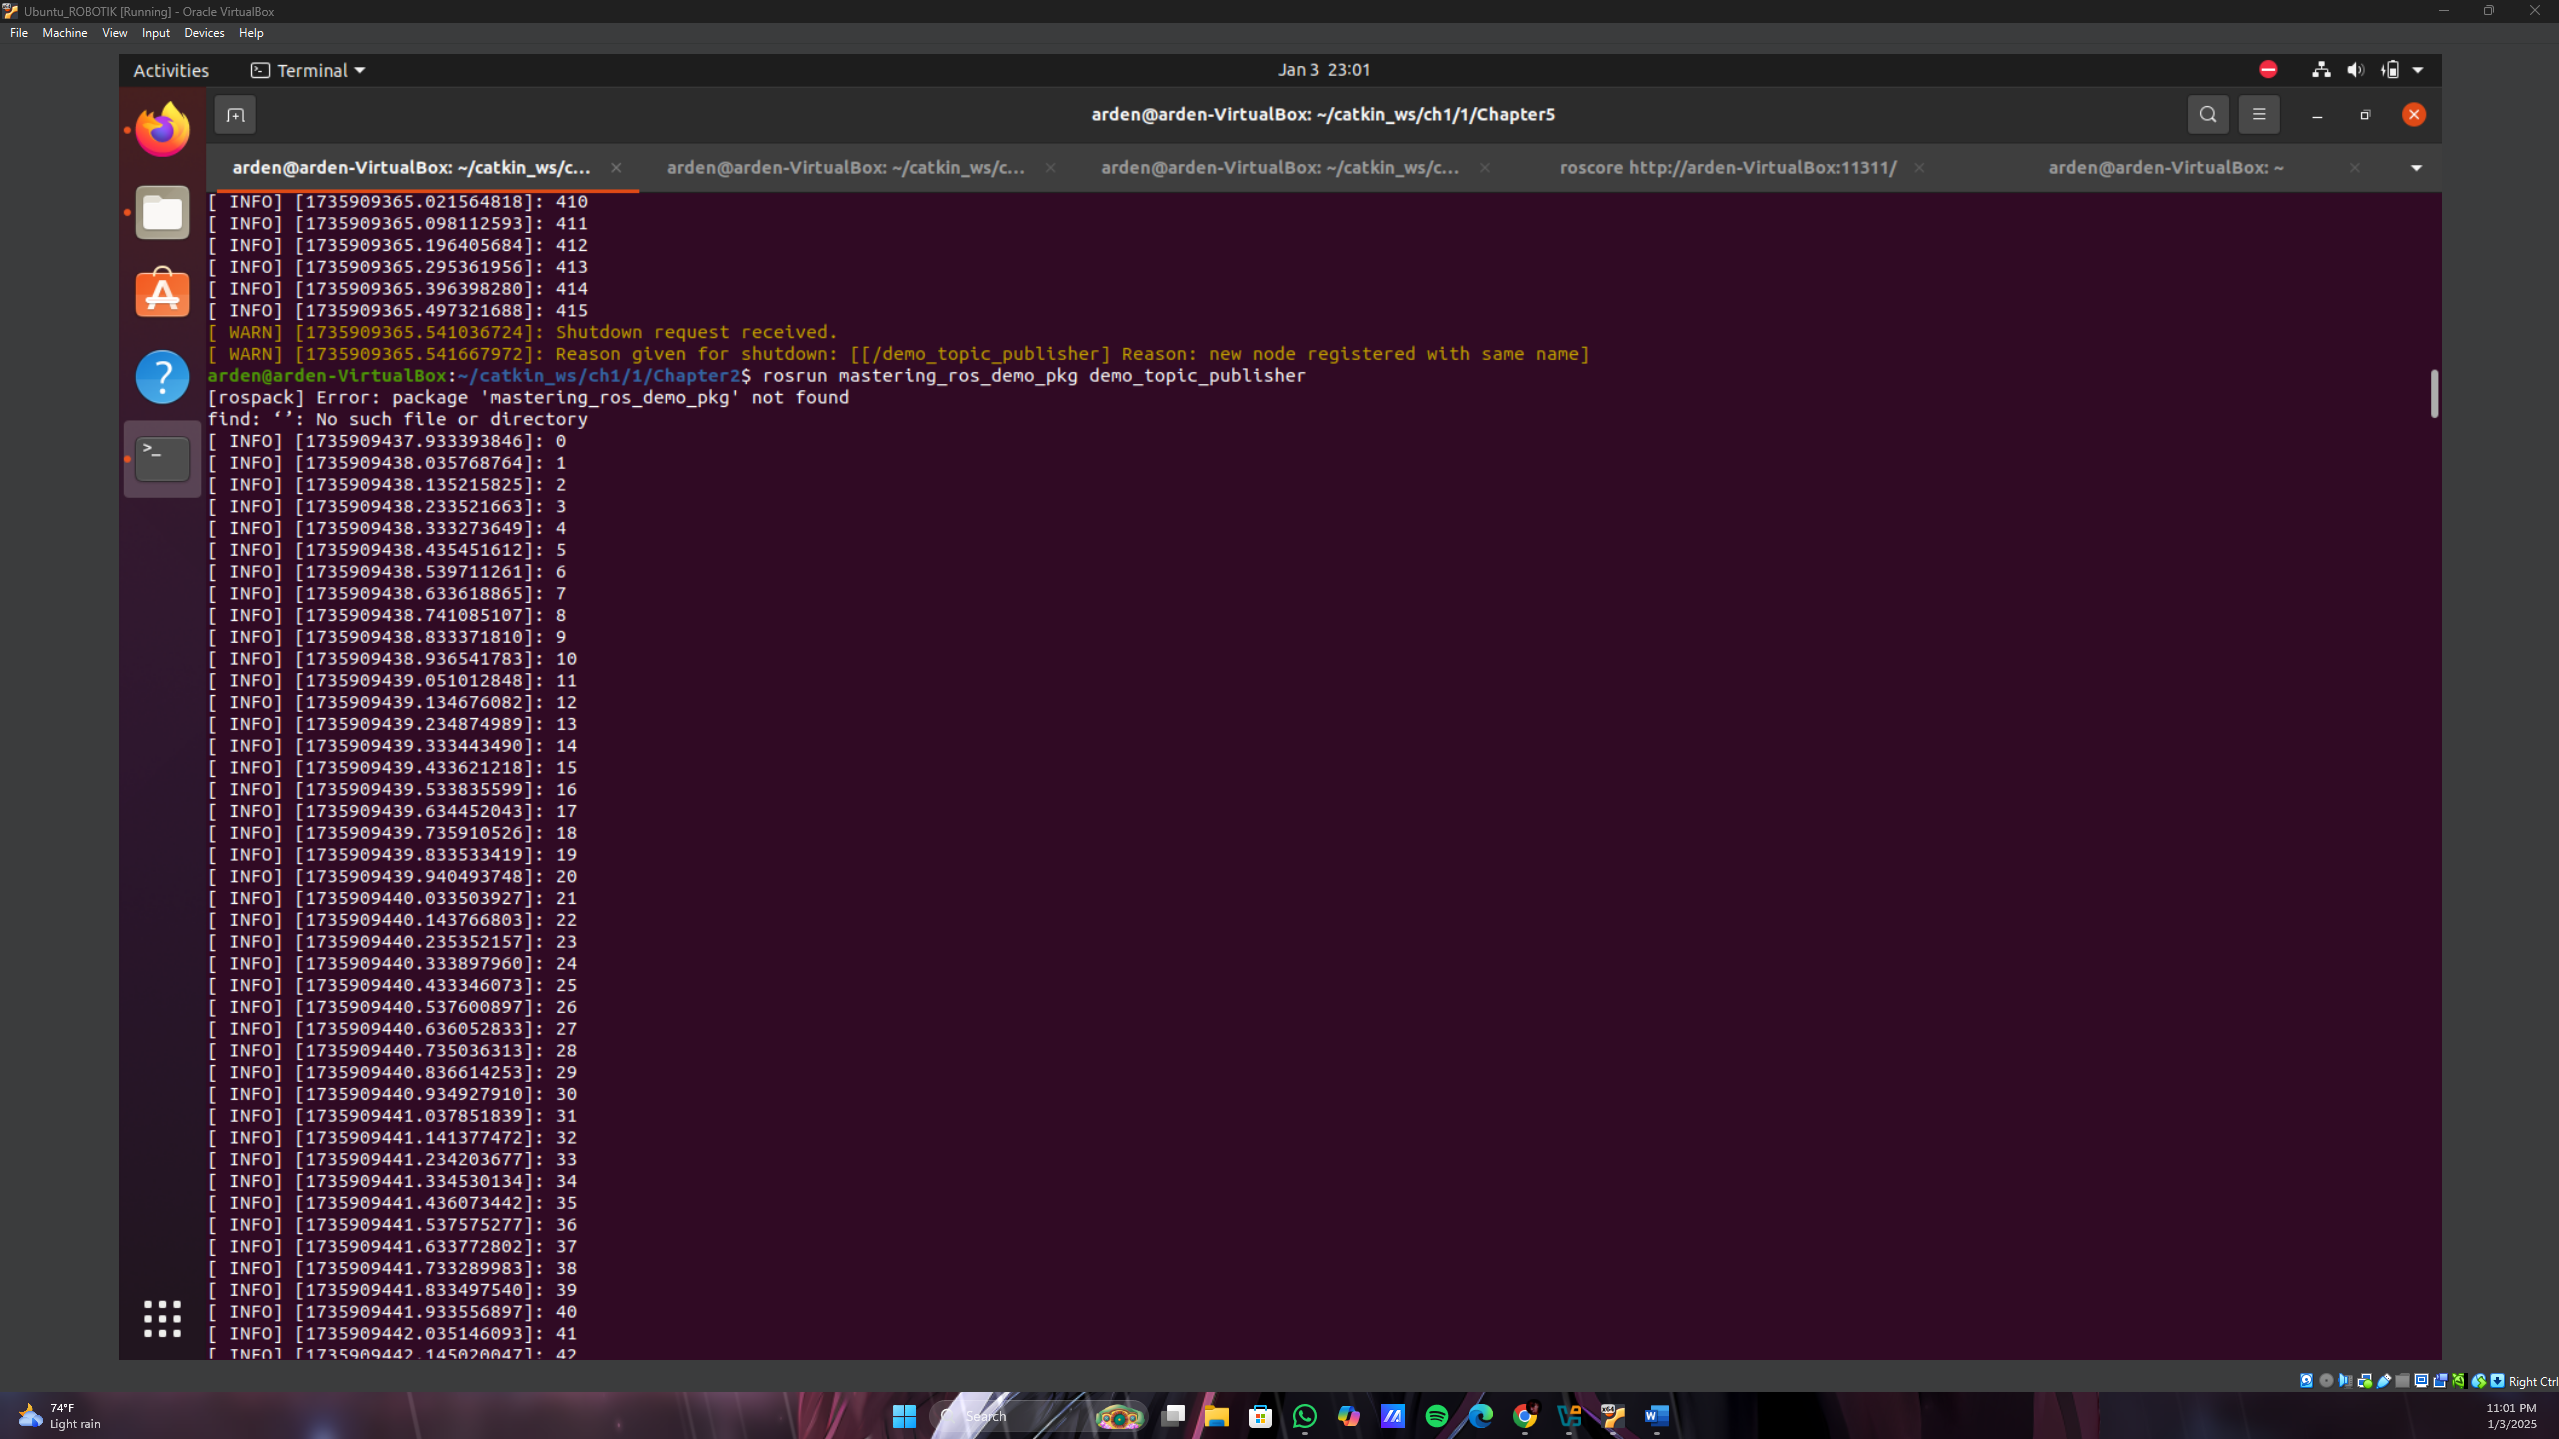 Ubuntu_ROBOTIK [Running] - Oracle VirtualBox
File Machine View Input Devices Help
Activities Terminal Jan 3 23:01
arden@arden-VirtualBox: ~/catkin_ws/ch1/1/Chapter5
arden@arden-VirtualBox: ~/catkin_ws/c... arden@arden-VirtualBox: ~/catkin_ws/c... arden@arden-VirtualBox: ~/catkin_ws/c... roscore http://arden-VirtualBox:11311/ arden@arden-VirtualBox: ~
[ INFO] [1735909365.021564818]: 410
[ INFO] [1735909365.098112593]: 411
[ INFO] [1735909365.196405684]: 412
[ INFO] [1735909365.295361956]: 413
[ INFO] [1735909365.396398280]: 414
[ INFO] [1735909365.497321688]: 415
[ WARN] [1735909365.541036724]: Shutdown request received.
[ WARN] [1735909365.541667972]: Reason given for shutdown: [[/demo_topic_publisher] Reason: new node registered with same name]
arden@arden-VirtualBox:~/catkin_ws/ch1/1/Chapter2$ rosrun mastering_ros_demo_pkg demo_topic_publisher
[rospack] Error: package 'mastering_ros_demo_pkg' not found
find: ‘’: No such file or directory
[ INFO] [1735909437.933393846]: 0
[ INFO] [1735909438.035768764]: 1
[ INFO] [1735909438.135215825]: 2
[ INFO] [1735909438.233521663]: 3
[ INFO] [1735909438.333273649]: 4
[ INFO] [1735909438.435451612]: 5
[ INFO] [1735909438.539711261]: 6
[ INFO] [1735909438.633618865]: 7
[ INFO] [1735909438.741085107]: 8
[ INFO] [1735909438.833371810]: 9
[ INFO] [1735909438.936541783]: 10
[ INFO] [1735909439.051012848]: 11
[ INFO] [1735909439.134676082]: 12
[ INFO] [1735909439.234874989]: 13
[ INFO] [1735909439.333443490]: 14
[ INFO] [1735909439.433621218]: 15
[ INFO] [1735909439.533835599]: 16
[ INFO] [1735909439.634452043]: 17
[ INFO] [1735909439.735910526]: 18
[ INFO] [1735909439.833533419]: 19
[ INFO] [1735909439.940493748]: 20
[ INFO] [1735909440.033503927]: 21
[ INFO] [1735909440.143766803]: 22
[ INFO] [1735909440.235352157]: 23
[ INFO] [1735909440.333897960]: 24
[ INFO] [1735909440.433346073]: 25
[ INFO] [1735909440.537600897]: 26
[ INFO] [1735909440.636052833]: 27
[ INFO] [1735909440.735036313]: 28
[ INFO] [1735909440.836614253]: 29
[ INFO] [1735909440.934927910]: 30
[ INFO] [1735909441.037851839]: 31
[ INFO] [1735909441.141377472]: 32
[ INFO] [1735909441.234203677]: 33
[ INFO] [1735909441.334530134]: 34
[ INFO] [1735909441.436073442]: 35
[ INFO] [1735909441.537575277]: 36
[ INFO] [1735909441.633772802]: 37
[ INFO] [1735909441.733289983]: 38
[ INFO] [1735909441.833497540]: 39
[ INFO] [1735909441.933556897]: 40
[ INFO] [1735909442.035146093]: 41
[ INFO] [1735909442.145020047]: 42
Right Ctrl
74°F
Light rain
Search
11:01 PM
1/3/2025